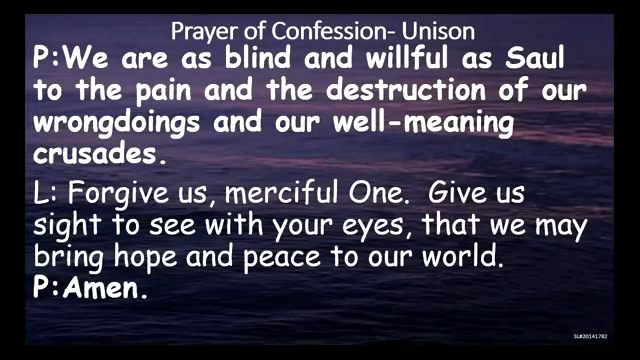 Prayer of Confession- Unison
P:We are as blind and willful as Saul
to the pain and the destruction of our
wrongdoings and our well-meaning
crusades.
L: Forgive us, merciful One.  Give us
sight to see with your eyes, that we may
bring hope and peace to our world.
P:Amen.
SL#20141782